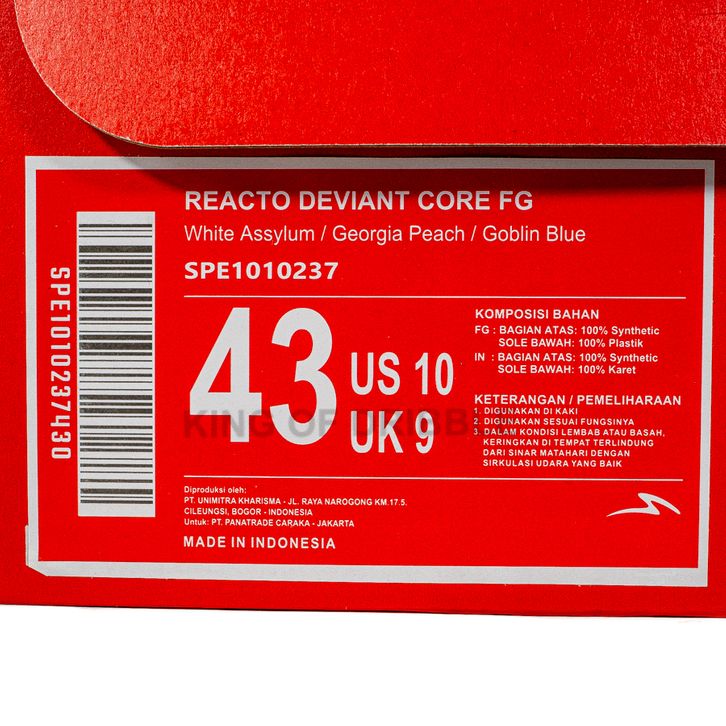 REACTO DEVIANT CORE FG
White Assylum / Georgia Peach / Goblin Blue
SPE1010237
SPE1010237430
43
US 10
UK 9
KOMPOSISI BAHAN
FG : BAGIAN ATAS: 100% Synthetic
SOLE BAWAH: 100% Plastik
IN : BAGIAN ATAS: 100% Synthetic
SOLE BAWAH: 100% Karet
KETERANGAN / PEMELIHARAAN
1. DIGUNAKAN DI KAKI
2. DIGUNAKAN SESUAI FUNGSINYA
3. DALAM KONDISI LEMBAB ATAU BASAH,
KERINGKAN DI TEMPAT TERLINDUNG
DARI SINAR MATAHARI DENGAN
SIRKULASI UDARA YANG BAIK
KING OF
Diproduksi oleh:
PT. UNIMITRA KHARISMA - JL. RAYA NAROGONG KM.17.5.
CILEUNGSI, BOGOR - INDONESIA
Untuk: PT. PANATRADE CARAKA - JAKARTA
MADE IN INDONESIA